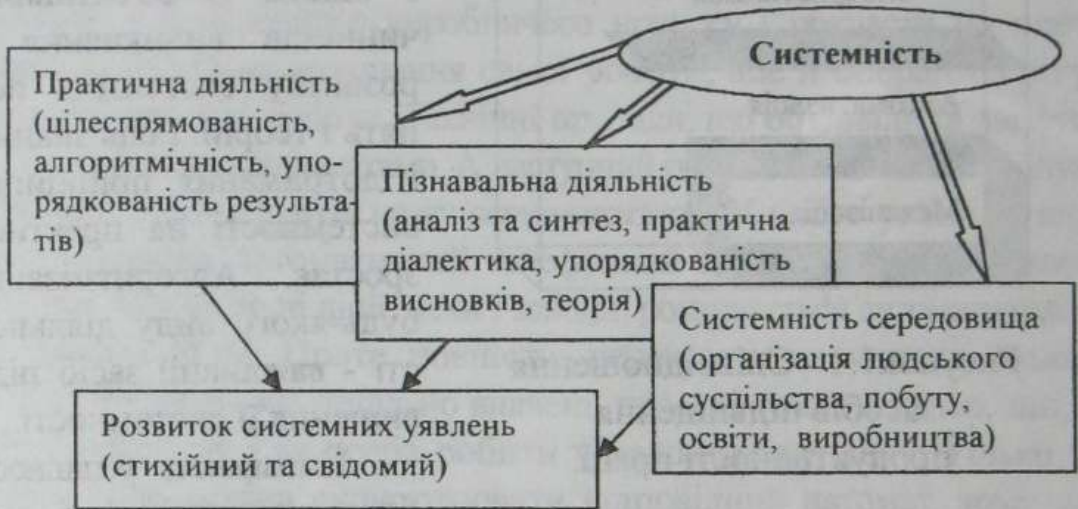 Системність
Практична діяльність
(цілеспрямованість,
алгоритмічність, упо-
рядкованість результа-
тів)
Пізнавальна діяльність
(аналіз та синтез, практична
діалектика, упорядкованість
висновків, теорія)
Системність середовища
(організація людського
суспільства, побуту,
освіти, виробництва)
Розвиток системних уявлень
(стихійний та свідомий)